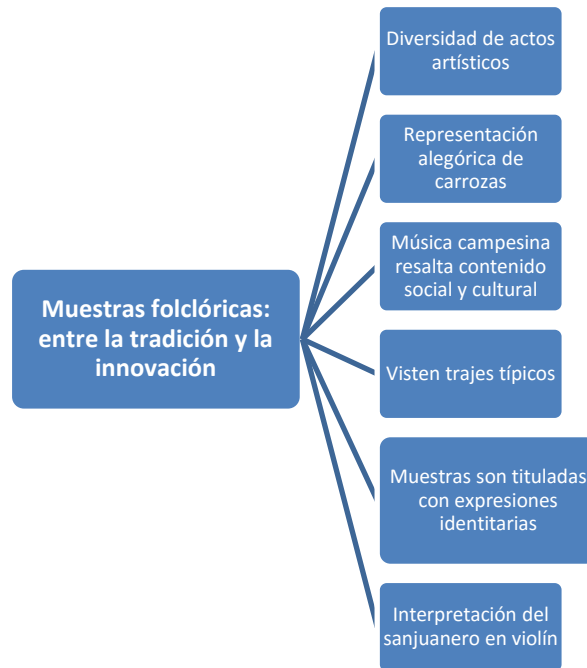 Diversidad de actos
artísticos
Representación
alegórica de
carrozas
Música campesina
resalta contenido
social y cultural
Muestras folclóricas:
entre la tradición y la
innovación
Visten trajes típicos
Muestras son tituladas
con expresiones
identitarias
Interpretación del
sanjuanero en violín